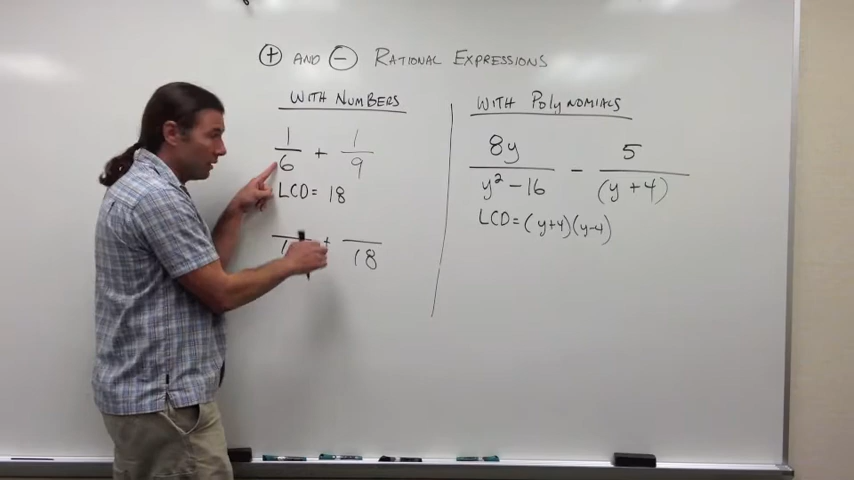 + AND - RATIONAL EXPRESSIONS
WITH NUMBERS
1/6 + 1/9
LCD = 18
+ /18
WITH POLYNOMIALS
8y/(y² - 16) - 5/(y + 4)
LCD = (y+4)(y-4)